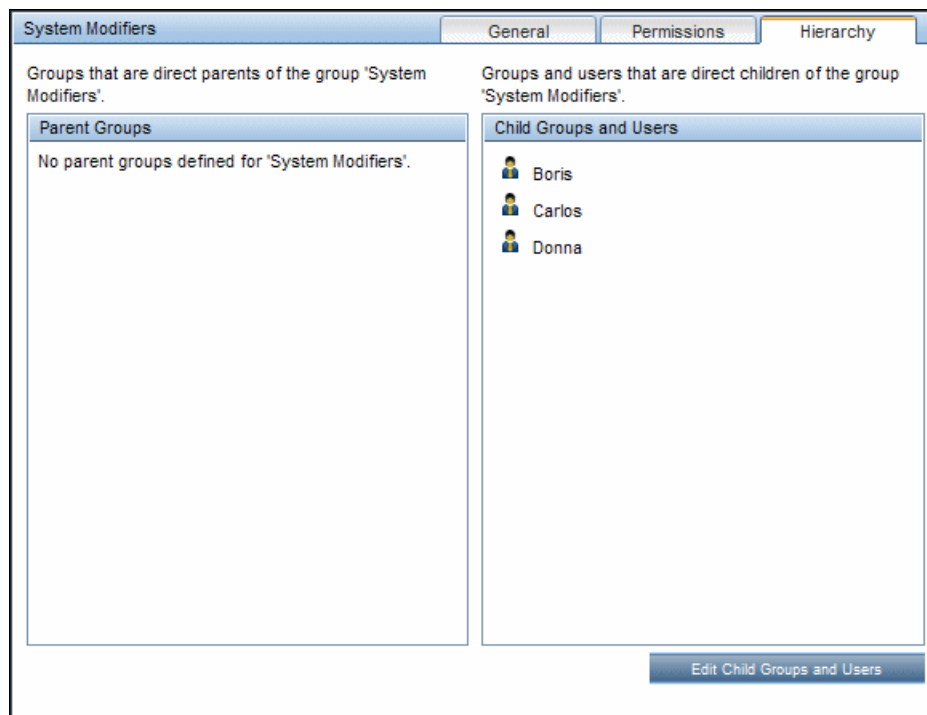 System Modifiers
General
Permissions
Hierarchy
Groups that are direct parents of the group 'System
Modifiers'.
Parent Groups
No parent groups defined for 'System Modifiers'.
Groups and users that are direct children of the group
'System Modifiers'.
Child Groups and Users
Boris
Carlos
Donna
Edit Child Groups and Users